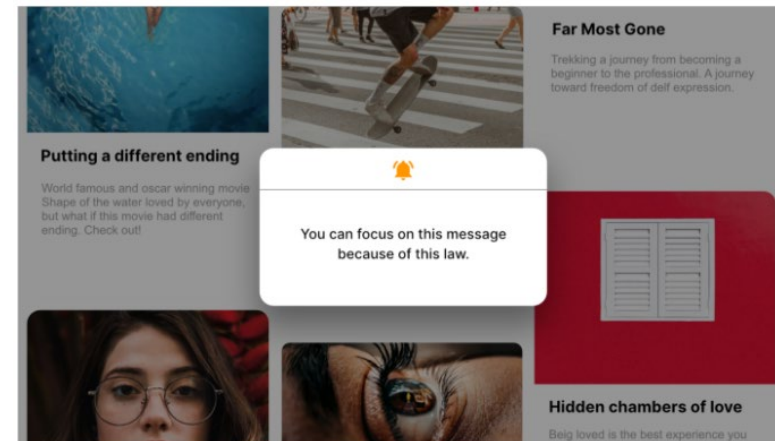 Far Most Gone
Trekking a journey from becoming a
beginner to the professional. A journey
toward freedom of delf expression.
Putting a different ending
World famous and oscar winning movie
Shape of the water loved by everyone,
but what if this movie had different
ending. Check out!
You can focus on this message
because of this law.
Hidden chambers of love
Beig loved is the best experience you